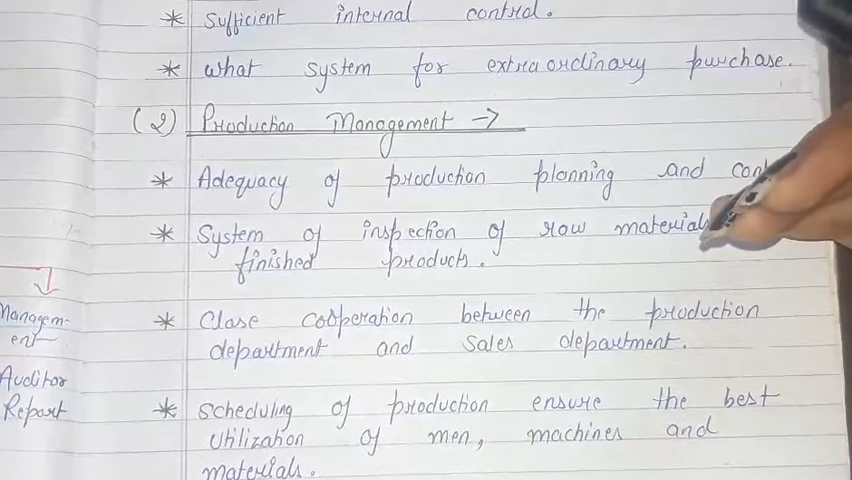 * Sufficient internal control.
* what system for extraordinary purchase.
(2) Production Management →
* Adequacy of production planning and
* System of inspection of raw materials
finished products.
* Close cooperation between the production
department and sales department.
* Scheduling of production ensure the best
utilization of men, machines and
materials.
Managem-
ent
Auditor
Report